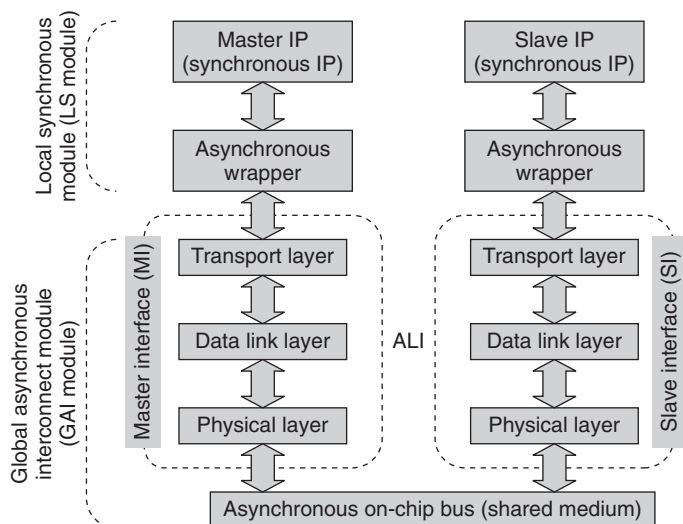 Local synchronous
module (LS module)
Master IP
(synchronous IP)
Slave IP
(synchronous IP)
Asynchronous
wrapper
Asynchronous
wrapper
Global asynchronous
interconnect module
(GAI module)
Master interface (MI)
Transport layer
Data link layer
Physical layer
ALI
Transport layer
Data link layer
Physical layer
Slave interface (SI)
Asynchronous on-chip bus (shared medium)